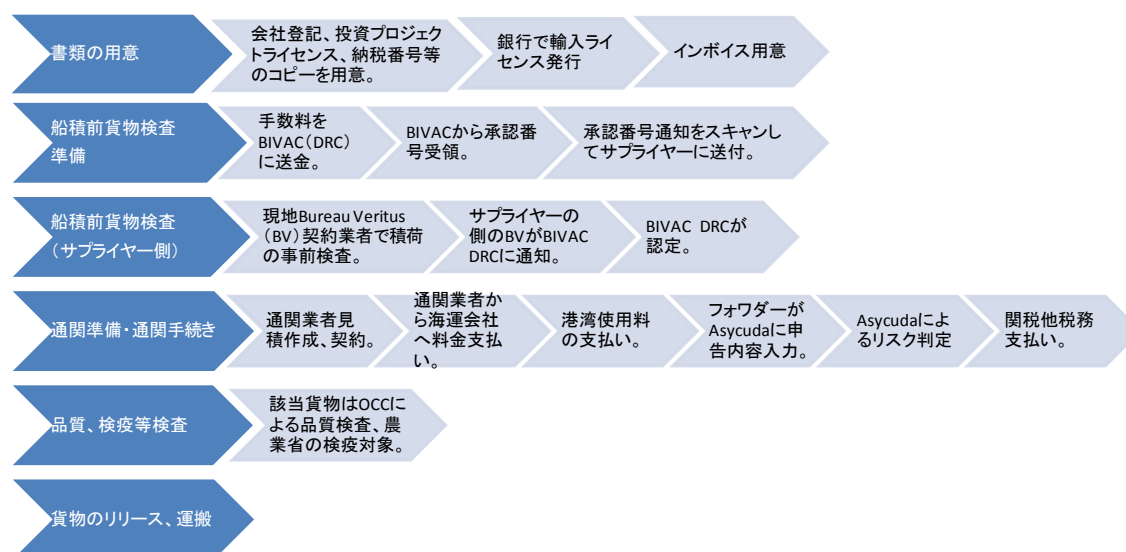 書類の用意
会社登記、投資プロジェク
トライセンス、納税番号等
のコピーを用意。
銀行で輸入ライ
センス発行
インボイス用意
船積前貨物検査
準備
手数料を
BIVAC(DRC)
に送金。
BIVACから承認番
号受領。
承認番号通知をスキャンし
てサプライヤーに送付。
船積前貨物検査
(サプライヤー側)
現地Bureau Veritus
(BV)契約業者で積荷
の事前検査。
サプライヤーの
側のBVがBIVAC
DRCに通知。
BIVAC DRCが
認定。
通関準備・通関手続き
通関業者見
積作成、契約。
通関業者か
ら海運会社
へ料金支払
い。
港湾使用料
の支払い。
フォワダーが
Asycudaに申
告内容入力。
Asycudaによ
るリスク判定
関税他税務
支払い。
品質、検疫等検査
該当貨物はOCCに
よる品質検査、農
業省の検疫対象。
貨物のリリース、運搬